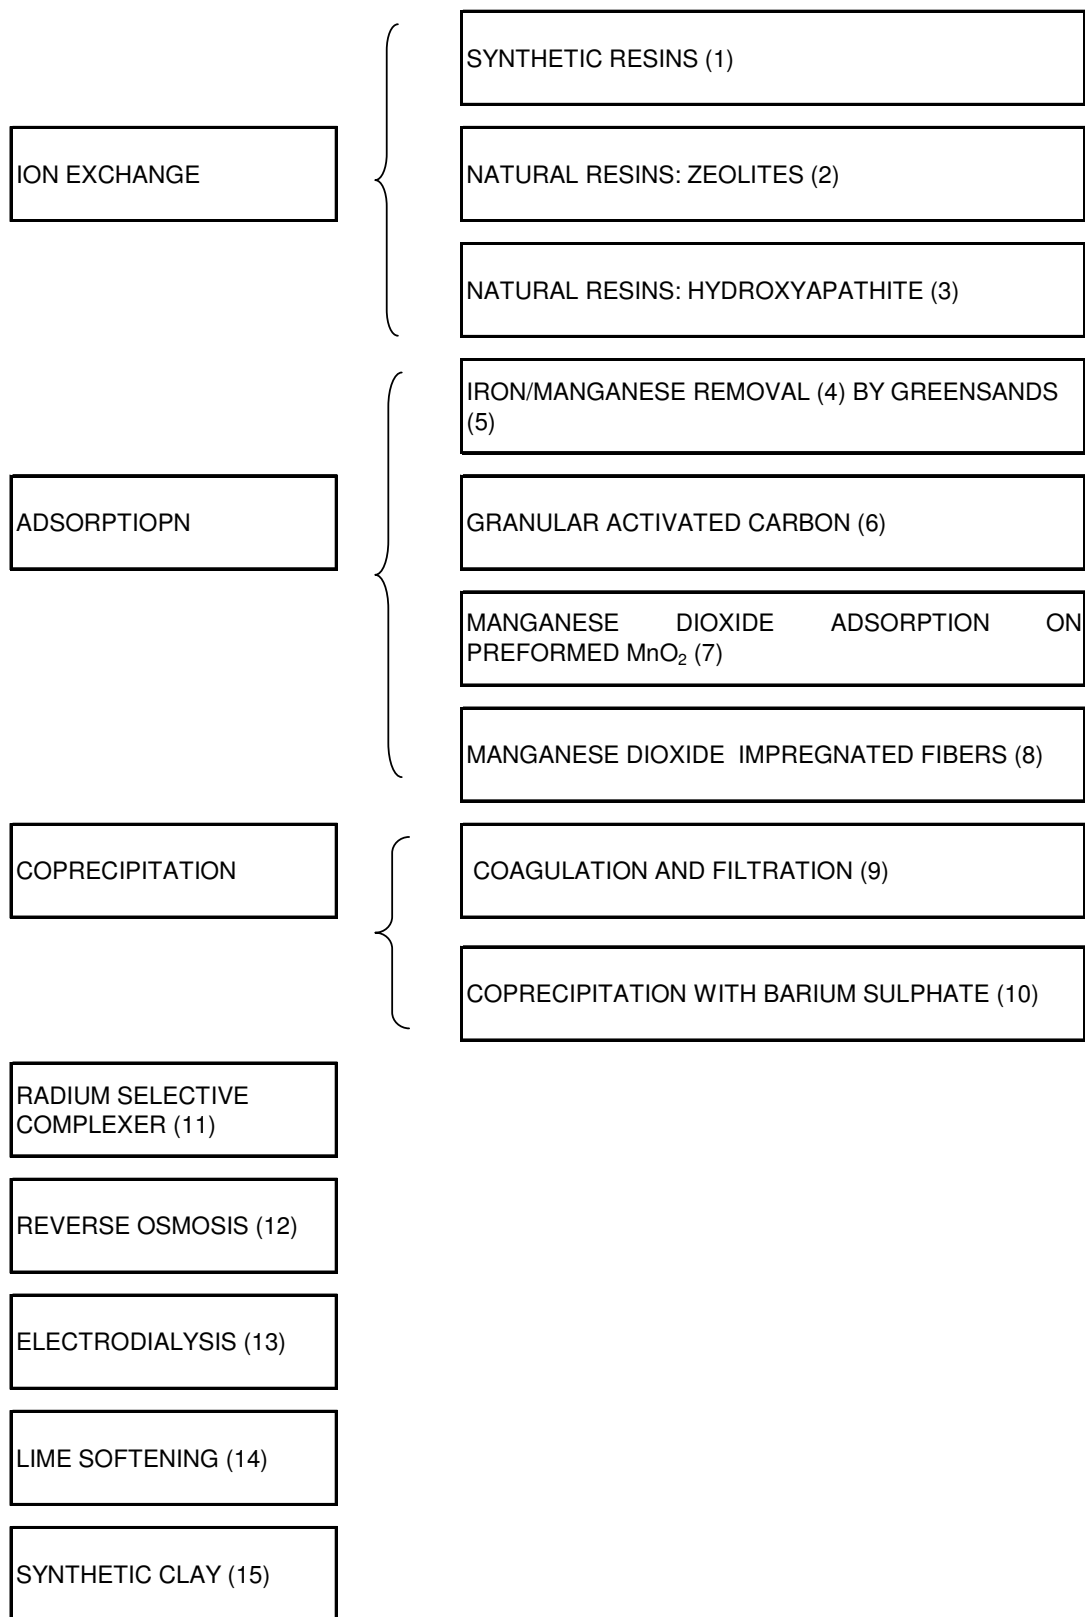 SYNTHETIC RESINS (1)
ION EXCHANGE
NATURAL RESINS: ZEOLITES (2)
NATURAL RESINS: HYDROXYAPATHITE (3)
IRON/MANGANESE REMOVAL (4) BY GREENSANDS
(5)
ADSORPTIOPN
GRANULAR ACTIVATED CARBON (6)
MANGANESE DIOXIDE ADSORPTION ON
PREFORMED MnO₂ (7)
MANGANESE DIOXIDE IMPREGNATED FIBERS (8)
COPRECIPITATION
COAGULATION AND FILTRATION (9)
COPRECIPITATION WITH BARIUM SULPHATE (10)
RADIUM SELECTIVE
COMPLEXER (11)
REVERSE OSMOSIS (12)
ELECTRODIALYSIS (13)
LIME SOFTENING (14)
SYNTHETIC CLAY (15)